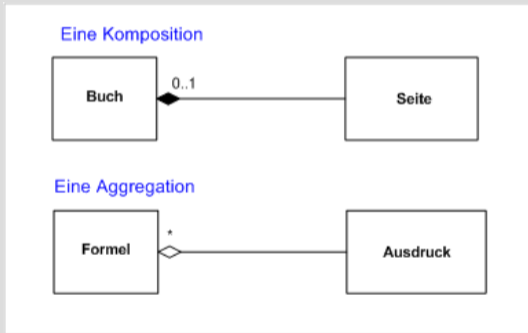 Eine Komposition
Buch
0..1
Seite
Eine Aggregation
Formel
*
Ausdruck